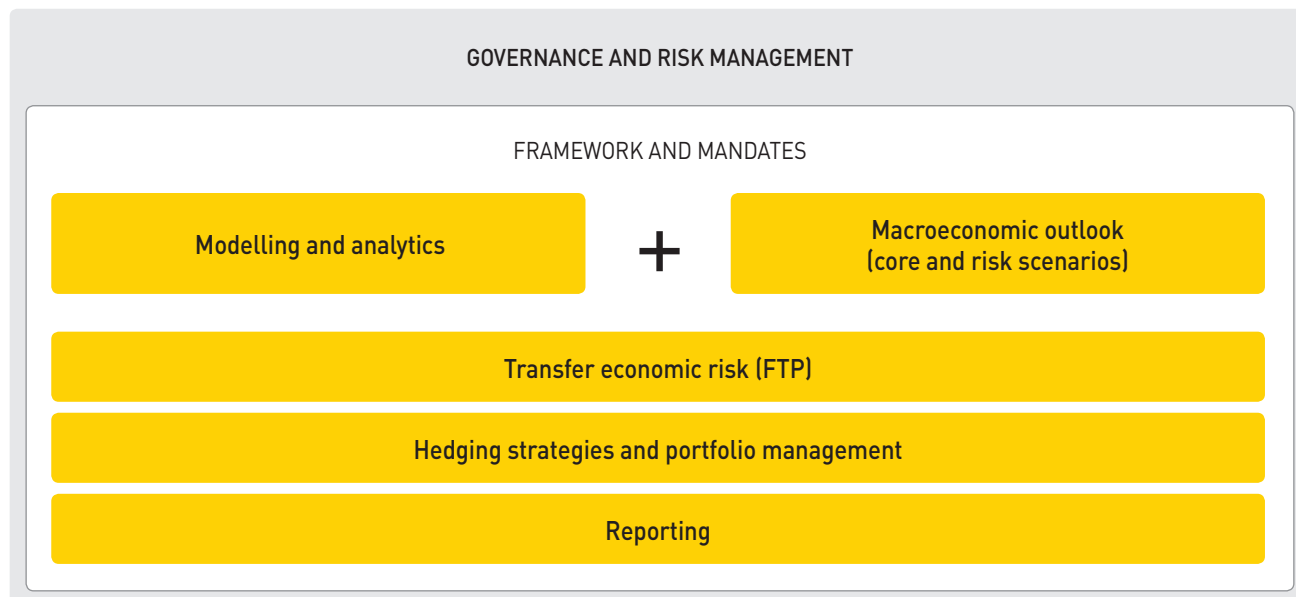 GOVERNANCE AND RISK MANAGEMENT
FRAMEWORK AND MANDATES
Modelling and analytics
+
Macroeconomic outlook
(core and risk scenarios)
Transfer economic risk (FTP)
Hedging strategies and portfolio management
Reporting